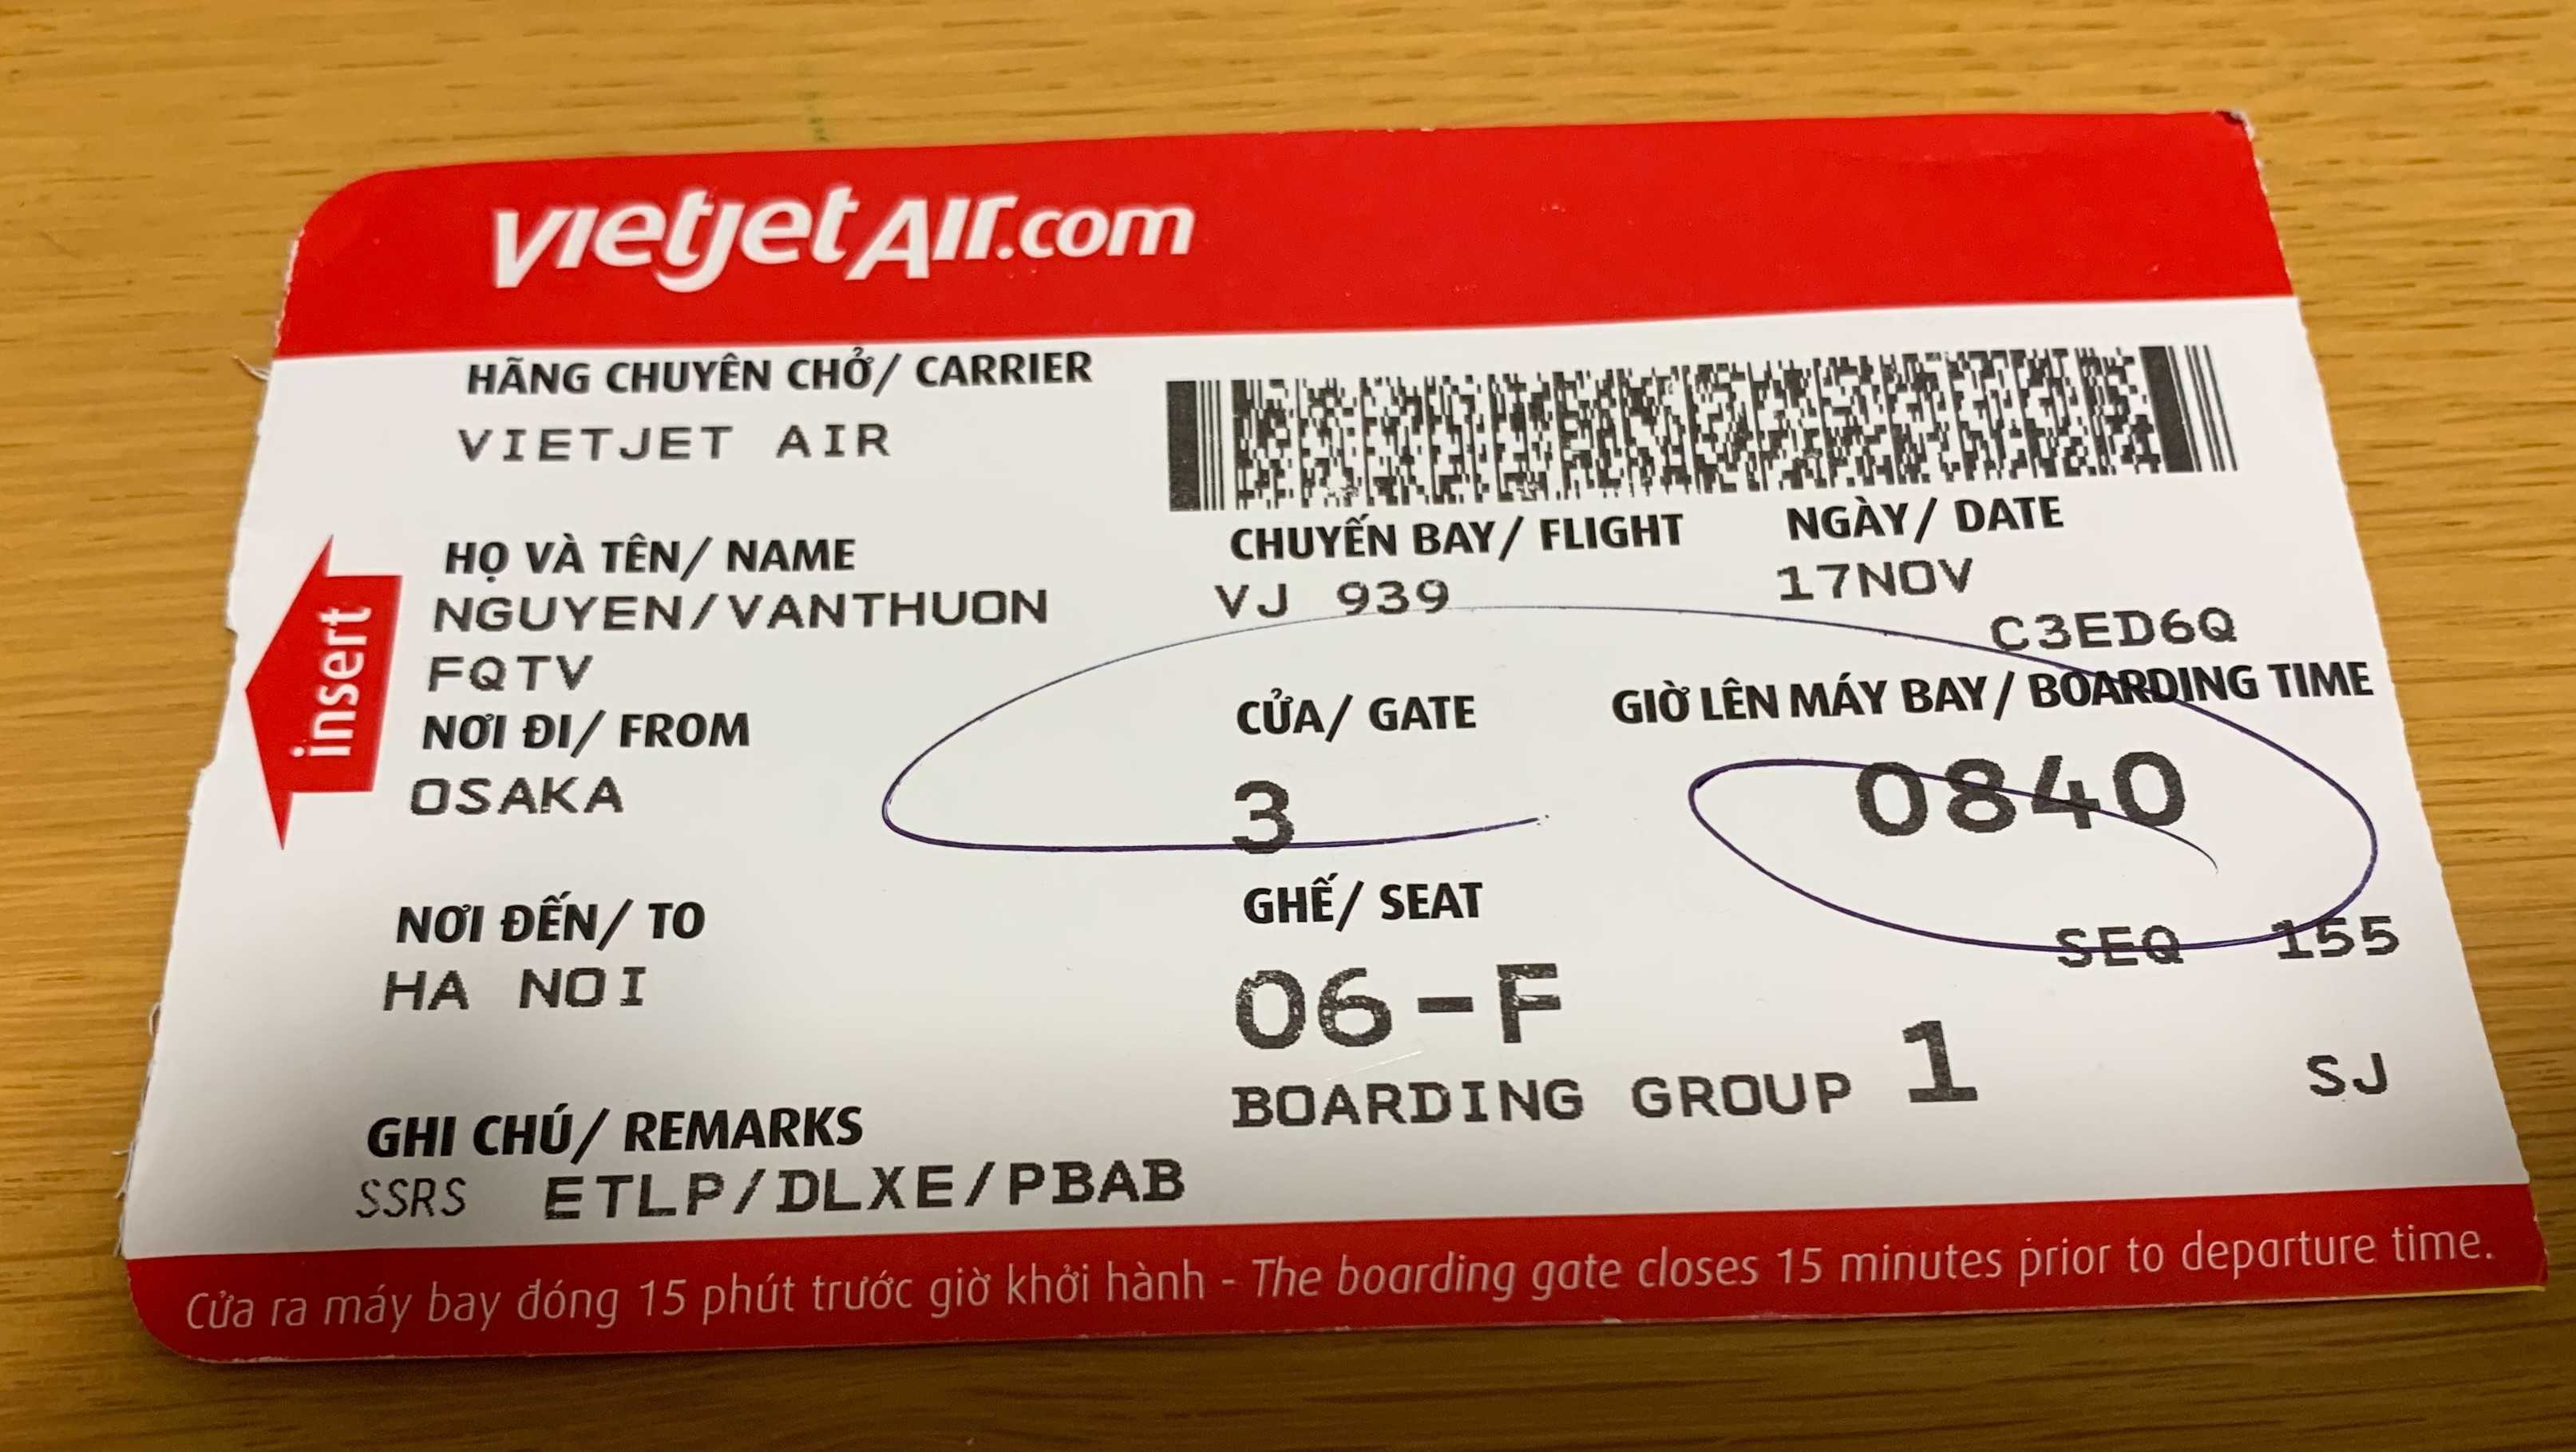 vietjetAir.com
HÃNG CHUYÊN CHỞ/ CARRIER
VIETJET AIR
HỌ VÀ TÊN/ NAME
NGUYEN/VANTHUON
FQTV
NƠI ĐI/ FROM
OSAKA
NƠI ĐẾN/ TO
HA NOI
GHI CHÚ/ REMARKS
SSRS ETLP/DLXE/PBAB
insert
CHUYẾN BAY/ FLIGHT
VJ 939
NGÀY/ DATE
17NOV
C3ED6Q
CỬA/ GATE
3
GIỜ LÊN MÁY BAY/ BOARDING TIME
0840
GHẾ/ SEAT
06-F
SEQ 155
BOARDING GROUP 1
SJ
Cửa ra máy bay đóng 15 phút trước giờ khởi hành - The boarding gate closes 15 minutes prior to departure time.